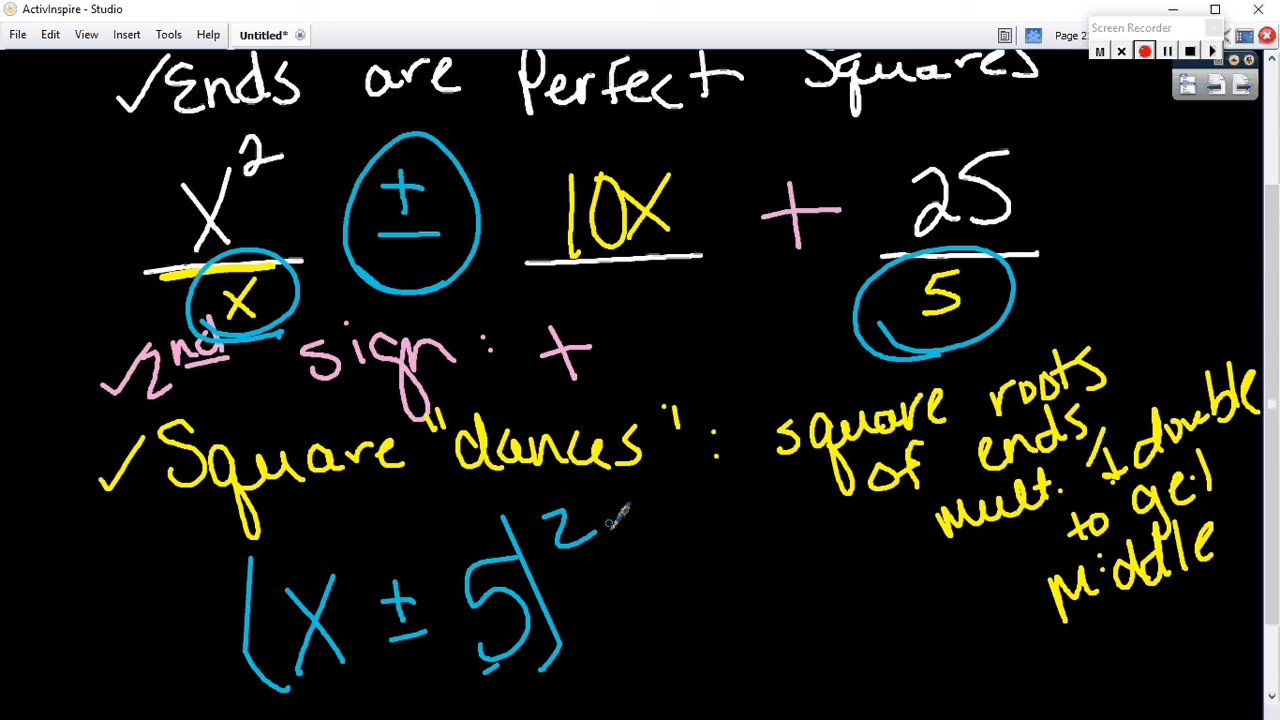 ActivInspire - Studio
File Edit View Insert Tools Help Untitled*
Screen Recorder
M
✓Ends are Perfect Squares
x² ± 10x + 25
x 5
✓2nd sign: +
✓Square "dances": square roots
of ends
mult. + double
to get
middle
(x ± 5)²